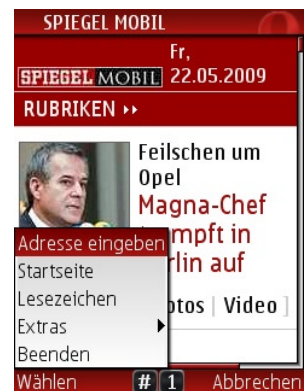 SPIEGEL MOBIL
Fr,
SPIEGEL MOBIL 22.05.2009
RUBRIKEN
Feilschen um
Opel
Magna-Chef
mpft in
rlin auf
Adresse eingeben
Startseite
Lesezeichen
Extras
Beenden
otos | Video ]
Wählen # 1 Abbrechen